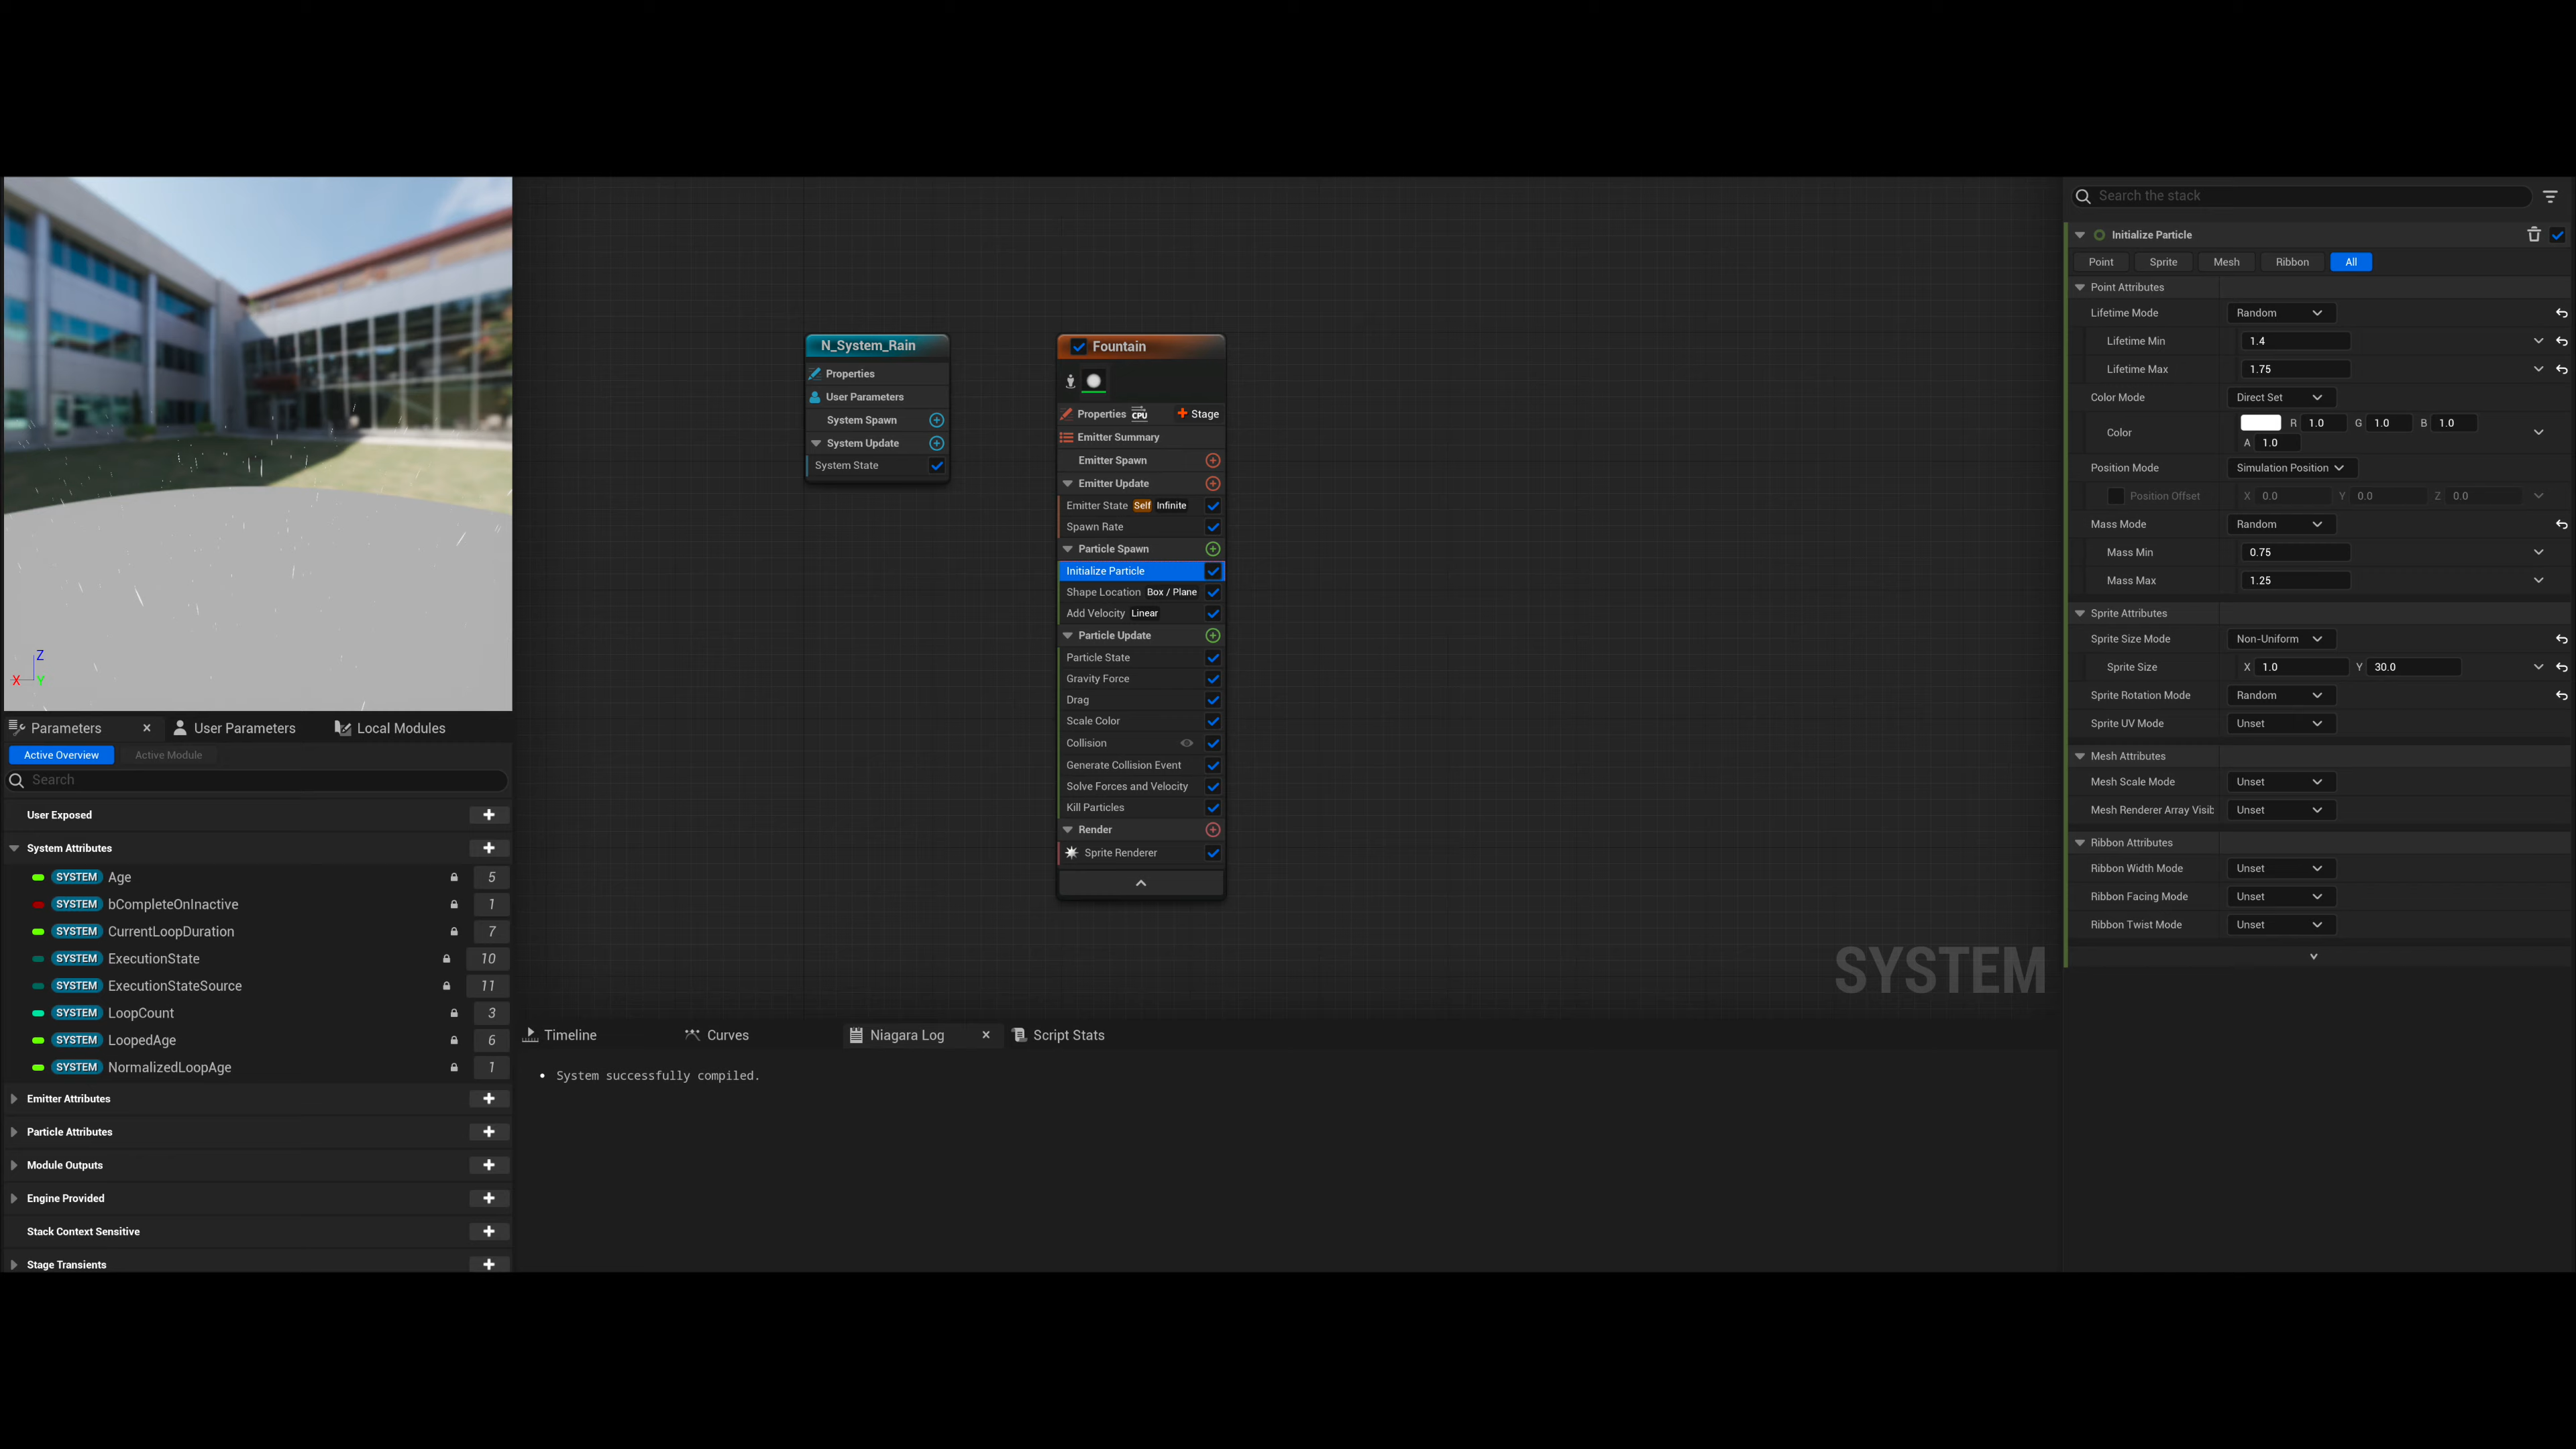 Z
X Y
Parameters
User Parameters
Local Modules
Active Overview
Active Module
Search
User Exposed
System Attributes
SYSTEM Age 5
SYSTEM bCompleteOnInactive 1
SYSTEM CurrentLoopDuration 7
SYSTEM ExecutionState 10
SYSTEM ExecutionStateSource 11
SYSTEM LoopCount 3
SYSTEM LoopedAge 6
SYSTEM NormalizedLoopAge 1
Emitter Attributes
Particle Attributes
Module Outputs
Engine Provided
Stack Context Sensitive
Stage Transients
N_System_Rain
Properties
User Parameters
System Spawn
System Update
System State
Fountain
Properties CPU + Stage
Emitter Summary
Emitter Spawn
Emitter Update
Emitter State Self Infinite
Spawn Rate
Particle Spawn
Initialize Particle
Shape Location Box / Plane
Add Velocity Linear
Particle Update
Particle State
Gravity Force
Drag
Scale Color
Collision
Generate Collision Event
Solve Forces and Velocity
Kill Particles
Render
Sprite Renderer
SYSTEM
Timeline
Curves
Niagara Log
Script Stats
• System successfully compiled.
Search the stack
Initialize Particle
Point Sprite Mesh Ribbon All
Point Attributes
Lifetime Mode Random
Lifetime Min 1.4
Lifetime Max 1.75
Color Mode Direct Set
Color R 1.0 G 1.0 B 1.0
A 1.0
Position Mode Simulation Position
Position Offset X 0.0 Y 0.0 Z 0.0
Mass Mode Random
Mass Min 0.75
Mass Max 1.25
Sprite Attributes
Sprite Size Mode Non-Uniform
Sprite Size X 1.0 Y 30.0
Sprite Rotation Mode Random
Sprite UV Mode Unset
Mesh Attributes
Mesh Scale Mode Unset
Mesh Renderer Array Visib Unset
Ribbon Attributes
Ribbon Width Mode Unset
Ribbon Facing Mode Unset
Ribbon Twist Mode Unset